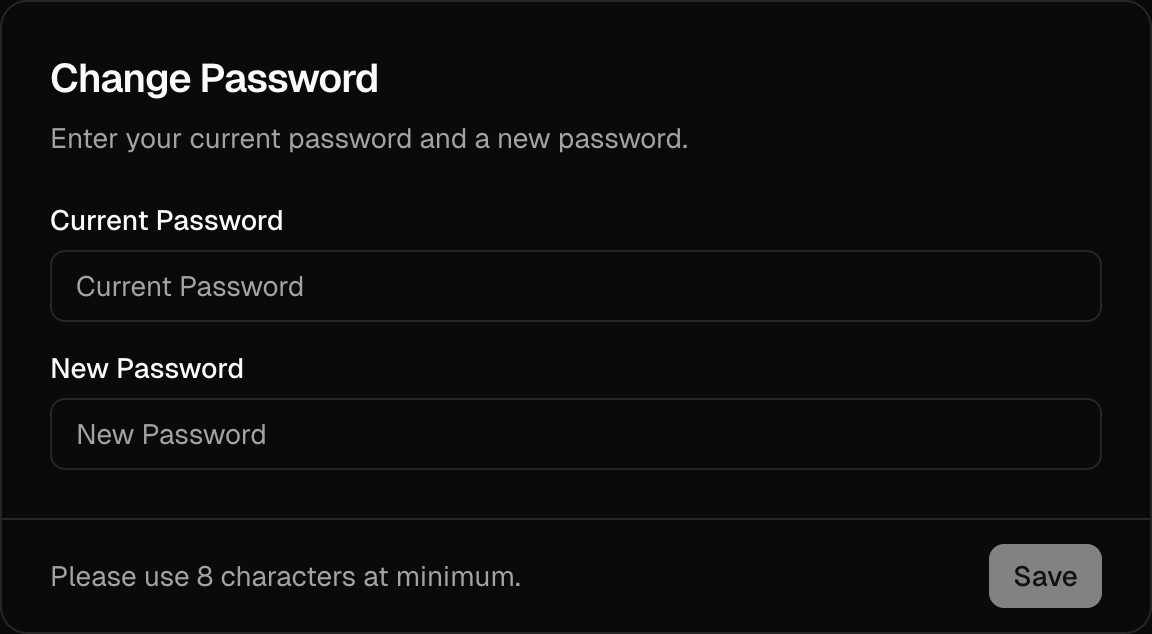 Change Password
Enter your current password and a new password.
Current Password
Current Password
New Password
New Password
Please use 8 characters at minimum.
Save